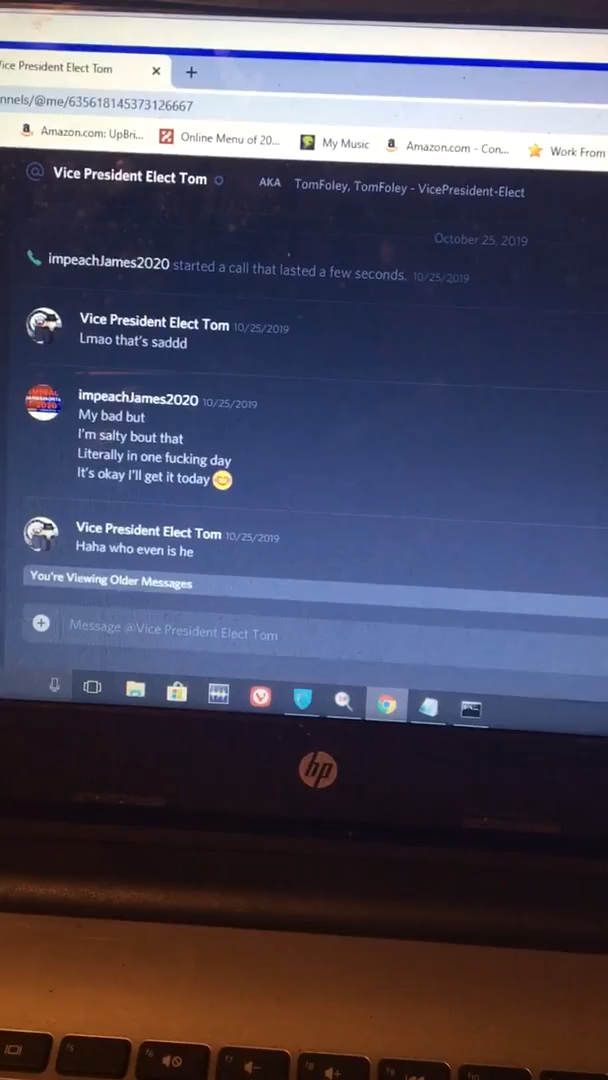 ice President Elect Tom
nnels/@me/635618145373126667
Amazon.com: UpBri...
Online Menu of 20...
My Music
Amazon.com - Con...
Work From
@ Vice President Elect Tom
AKA TomFoley, TomFoley - VicePresident-Elect
October 25, 2019
impeachJames2020 started a call that lasted a few seconds. 10/25/2019
Vice President Elect Tom 10/25/2019
Lmao that's saddd
impeachJames2020 10/25/2019
My bad but
I'm salty bout that
Literally in one fucking day
It's okay I'll get it today 😊
Vice President Elect Tom 10/25/2019
Haha who even is he
You're Viewing Older Messages
Message @Vice President Elect Tom
hp
f5
f6
f7
f8